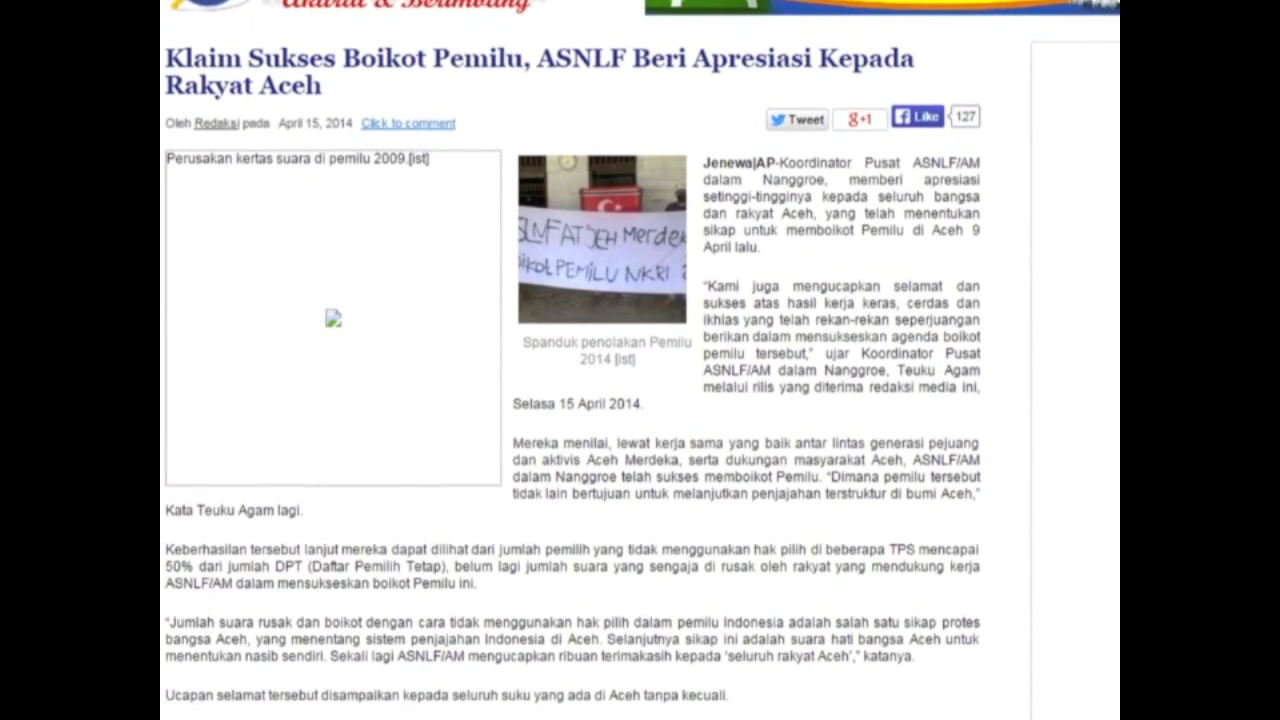 Akurat & Berimbang
Klaim Sukses Boikot Pemilu, ASNLF Beri Apresiasi Kepada
Rakyat Aceh
Oleh Redaksi pada April 15, 2014 Click to comment
Tweet
g+1
Like
127
Perusakan kertas suara di pemilu 2009.[ist]
Merdek
PEMILU NKRI
Spanduk penolakan Pemilu
2014 [ist]
Jenewa|AP-Koordinator Pusat ASNLF/AM
dalam Nanggroe, memberi apresiasi
setinggi-tingginya kepada seluruh bangsa
dan rakyat Aceh, yang telah menentukan
sikap untuk memboikot Pemilu di Aceh 9
April lalu.
"Kami juga mengucapkan selamat dan
sukses atas hasil kerja keras, cerdas dan
ikhlas yang telah rekan-rekan seperjuangan
berikan dalam mensukseskan agenda boikot
pemilu tersebut," ujar Koordinator Pusat
ASNLF/AM dalam Nanggroe, Teuku Agam
melalui rilis yang diterima redaksi media ini,
Selasa 15 April 2014.
Mereka menilai, lewat kerja sama yang baik antar lintas generasi pejuang
dan aktivis Aceh Merdeka, serta dukungan masyarakat Aceh, ASNLF/AM
dalam Nanggroe telah sukses memboikot Pemilu. "Dimana pemilu tersebut
tidak lain bertujuan untuk melanjutkan penjajahan terstruktur di bumi Aceh,"
Kata Teuku Agam lagi.
Keberhasilan tersebut lanjut mereka dapat dilihat dari jumlah pemilih yang tidak menggunakan hak pilih di beberapa TPS mencapai
50% dari jumlah DPT (Daftar Pemilih Tetap), belum lagi jumlah suara yang sengaja di rusak oleh rakyat yang mendukung kerja
ASNLF/AM dalam mensukseskan boikot Pemilu ini.
"Jumlah suara rusak dan boikot dengan cara tidak menggunakan hak pilih dalam pemilu Indonesia adalah salah satu sikap protes
bangsa Aceh, yang menentang sistem penjajahan Indonesia di Aceh. Selanjutnya sikap ini adalah suara hati bangsa Aceh untuk
menentukan nasib sendiri. Sekali lagi ASNLF/AM mengucapkan ribuan terimakasih kepada 'seluruh rakyat Aceh'," katanya.
Ucapan selamat tersebut disampaikan kepada seluruh suku yang ada di Aceh tanpa kecuali.